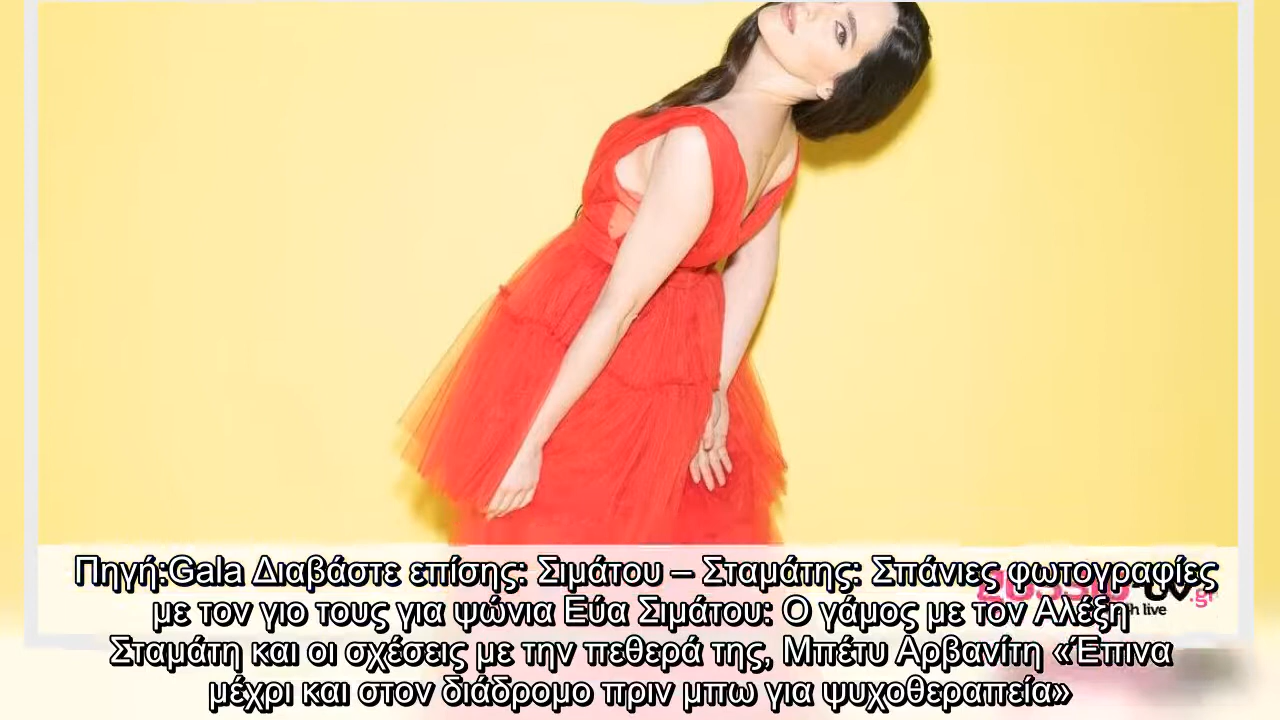 Πηγή:Gala Διαβάστε επίσης: Σιμάτου – Σταμάτης: Σπάνιες φωτογραφίες
με τον γιο τους για ψώνια Εύα Σιμάτου: Ο γάμος με τον Αλέξη
Σταμάτη και οι σχέσεις με την πεθερά της, Μπέτυ Αρβανίτη «Έπινα
μέχρι και στον διάδρομο πριν μπω για ψυχοθεραπεία»
.gr
live